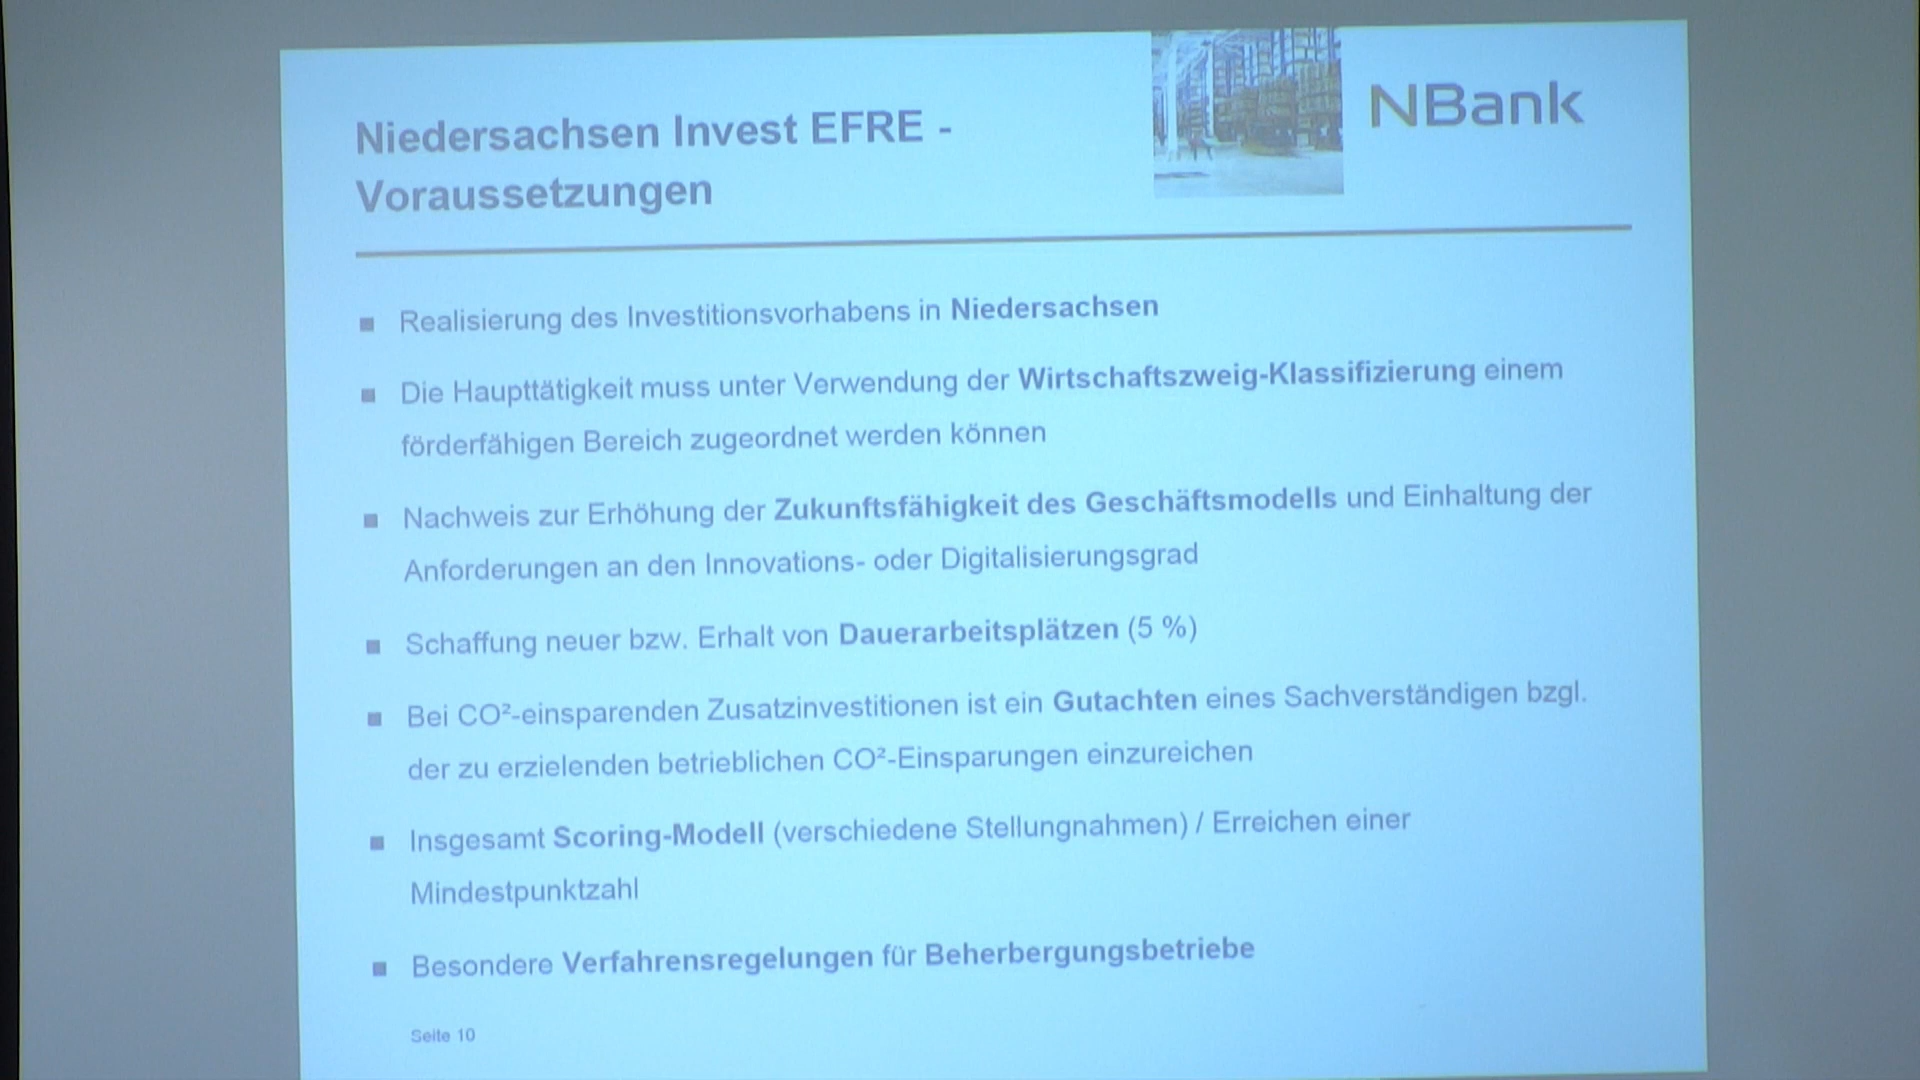 Niedersachsen Invest EFRE -
Voraussetzungen
NBank
■ Realisierung des Investitionsvorhabens in Niedersachsen
■ Die Haupttätigkeit muss unter Verwendung der Wirtschaftszweig-Klassifizierung einem
förderfähigen Bereich zugeordnet werden können
■ Nachweis zur Erhöhung der Zukunftsfähigkeit des Geschäftsmodells und Einhaltung der
Anforderungen an den Innovations- oder Digitalisierungsgrad
■ Schaffung neuer bzw. Erhalt von Dauerarbeitsplätzen (5 %)
■ Bei CO²-einsparenden Zusatzinvestitionen ist ein Gutachten eines Sachverständigen bzgl.
der zu erzielenden betrieblichen CO²-Einsparungen einzureichen
■ Insgesamt Scoring-Modell (verschiedene Stellungnahmen) / Erreichen einer
Mindestpunktzahl
■ Besondere Verfahrensregelungen für Beherbergungsbetriebe
Seite 10